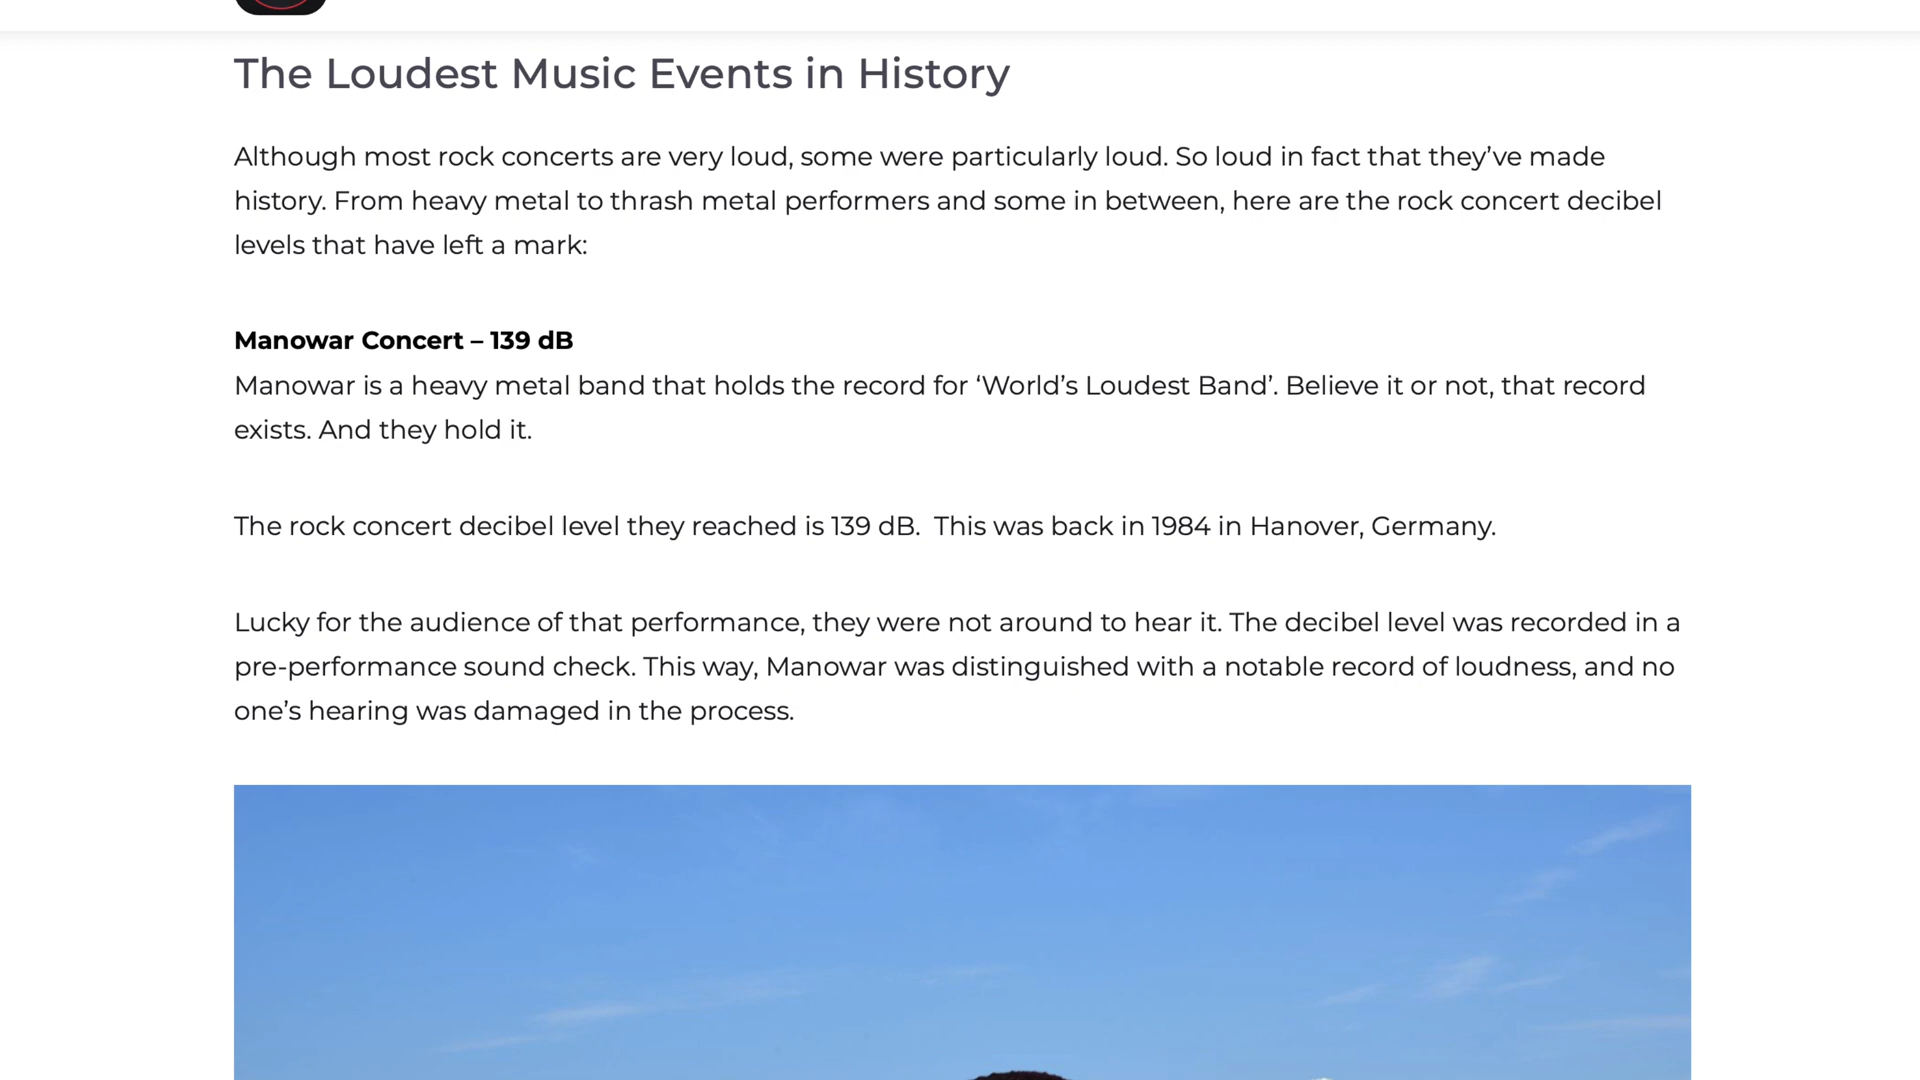 The Loudest Music Events in History
Although most rock concerts are very loud, some were particularly loud. So loud in fact that they’ve made
history. From heavy metal to thrash metal performers and some in between, here are the rock concert decibel
levels that have left a mark:
Manowar Concert – 139 dB
Manowar is a heavy metal band that holds the record for ‘World’s Loudest Band’. Believe it or not, that record
exists. And they hold it.
The rock concert decibel level they reached is 139 dB.  This was back in 1984 in Hanover, Germany.
Lucky for the audience of that performance, they were not around to hear it. The decibel level was recorded in a
pre-performance sound check. This way, Manowar was distinguished with a notable record of loudness, and no
one’s hearing was damaged in the process.